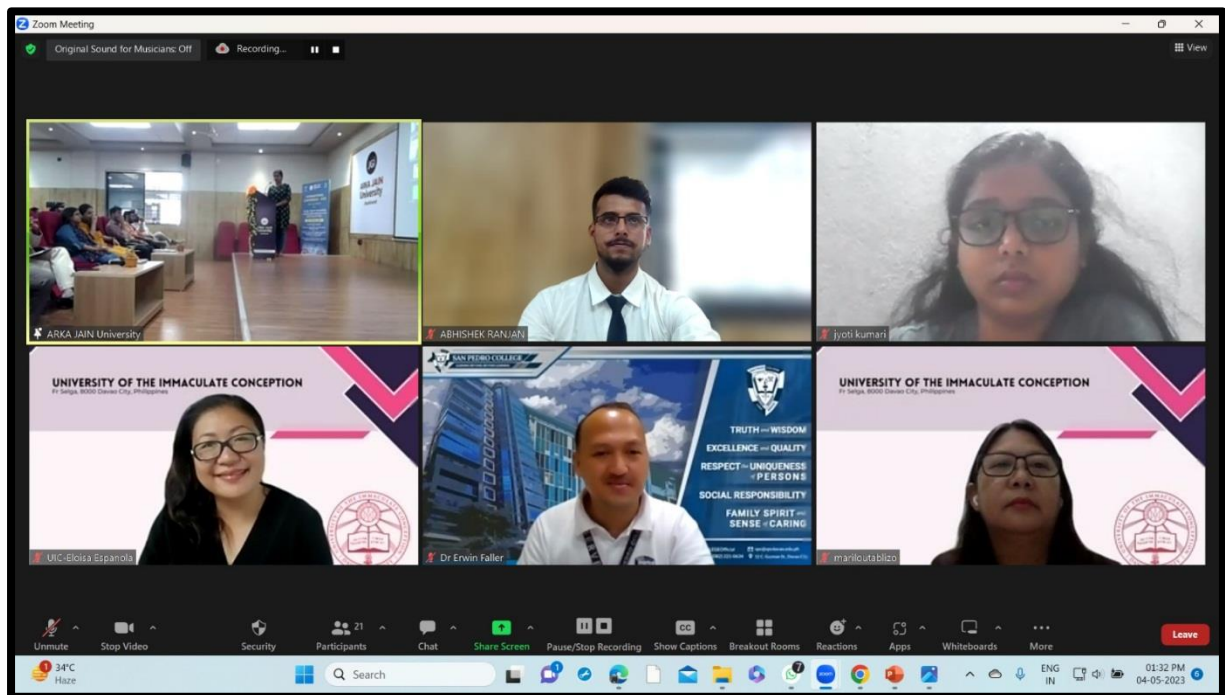 Zoom Meeting
Original Sound for Musicians: Off
Recording...
View
ARKA JAIN
University
ARKA JAIN University
ABHISHEK RANJAN
jyoti kumari
UNIVERSITY OF THE IMMACULATE CONCEPTION
Fr Selga, 8000 Davao City, Philippines
UIC-Eloisa Espanola
SAN PEDRO COLLEGE
TRUTH and WISDOM
EXCELLENCE and QUALITY
RESPECT for UNIQUENESS
of PERSONS
SOCIAL RESPONSIBILITY
FAMILY SPIRIT and
SENSE of CARING
Dr Erwin Faller
UNIVERSITY OF THE IMMACULATE CONCEPTION
Fr Selga, 8000 Davao City, Philippines
mariloutablizo
Unmute
Stop Video
Security
21
Participants
Chat
Share Screen
Pause/Stop Recording
CC
Show Captions
Breakout Rooms
Reactions
Apps
Whiteboards
More
Leave
1
34°C
Haze
Search
1
7
zoom
ENG
IN
01:32 PM
04-05-2023
6